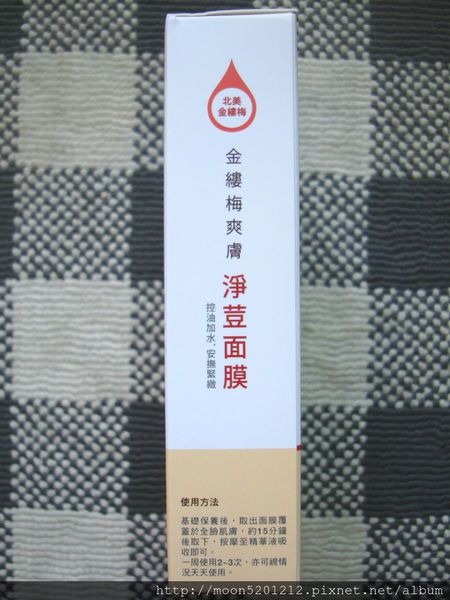 北美
金縷梅
金縷梅爽膚
淨荳面膜
控油加水，安撫緊緻
使用方法
基礎保養後，取出面膜覆
蓋於全臉肌膚，約15分鐘
後取下，按摩至精華液吸
收即可。
一周使用2~3次，亦可視情
況天天使用。
http://moon5201212.pixnet.net/album